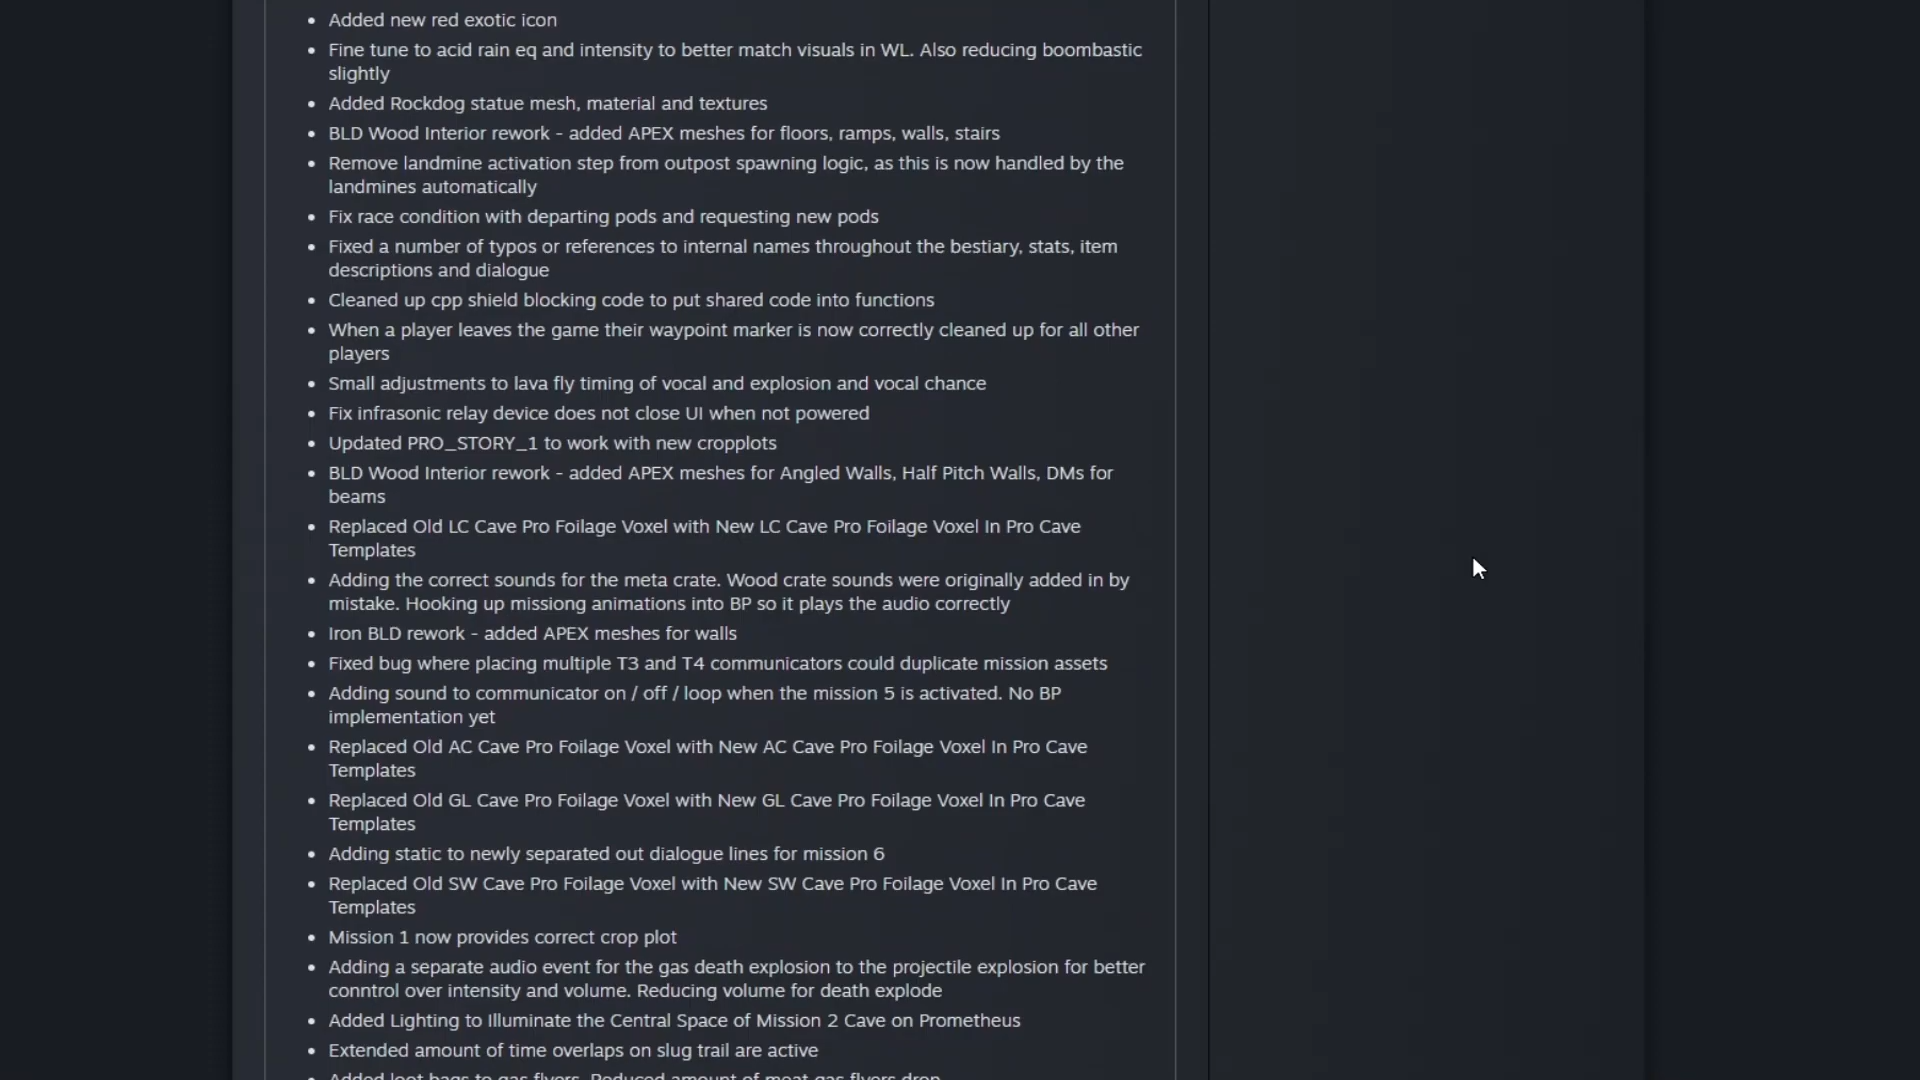 Added new red exotic icon
Fine tune to acid rain eq and intensity to better match visuals in WL. Also reducing boombastic
slightly
Added Rockdog statue mesh, material and textures
BLD Wood Interior rework - added APEX meshes for floors, ramps, walls, stairs
Remove landmine activation step from outpost spawning logic, as this is now handled by the
landmines automatically
Fix race condition with departing pods and requesting new pods
Fixed a number of typos or references to internal names throughout the bestiary, stats, item
descriptions and dialogue
Cleaned up cpp shield blocking code to put shared code into functions
When a player leaves the game their waypoint marker is now correctly cleaned up for all other
players
Small adjustments to lava fly timing of vocal and explosion and vocal chance
Fix infrasonic relay device does not close UI when not powered
Updated PRO_STORY_1 to work with new cropplots
BLD Wood Interior rework - added APEX meshes for Angled Walls, Half Pitch Walls, DMs for
beams
Replaced Old LC Cave Pro Foilage Voxel with New LC Cave Pro Foilage Voxel In Pro Cave
Templates
Adding the correct sounds for the meta crate. Wood crate sounds were originally added in by
mistake. Hooking up missiong animations into BP so it plays the audio correctly
Iron BLD rework - added APEX meshes for walls
Fixed bug where placing multiple T3 and T4 communicators could duplicate mission assets
Adding sound to communicator on / off / loop when the mission 5 is activated. No BP
implementation yet
Replaced Old AC Cave Pro Foilage Voxel with New AC Cave Pro Foilage Voxel In Pro Cave
Templates
Replaced Old GL Cave Pro Foilage Voxel with New GL Cave Pro Foilage Voxel In Pro Cave
Templates
Adding static to newly separated out dialogue lines for mission 6
Replaced Old SW Cave Pro Foilage Voxel with New SW Cave Pro Foilage Voxel In Pro Cave
Templates
Mission 1 now provides correct crop plot
Adding a separate audio event for the gas death explosion to the projectile explosion for better
conntrol over intensity and volume. Reducing volume for death explode
Added Lighting to Illuminate the Central Space of Mission 2 Cave on Prometheus
Extended amount of time overlaps on slug trail are active
Added loot bags to gas flyers. Reduced amount of meat gas flyers drop